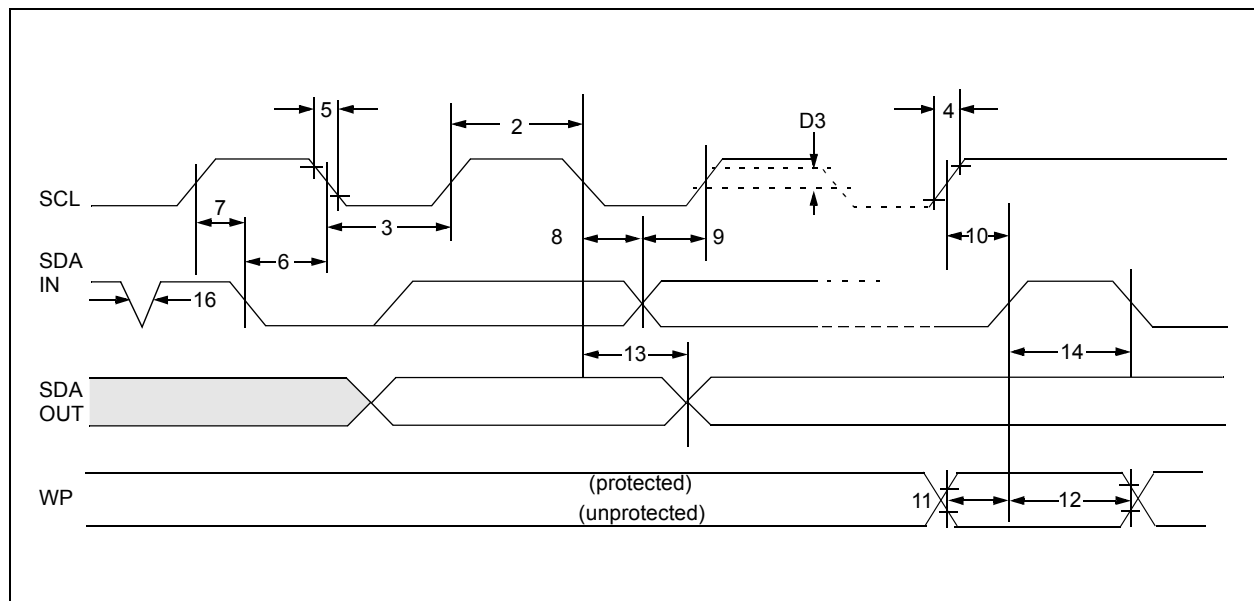 5
2
D3
4
SCL
7
3
8
9
10
SDA
IN
6
16
13
14
SDA
OUT
WP
(protected)
(unprotected)
11
12